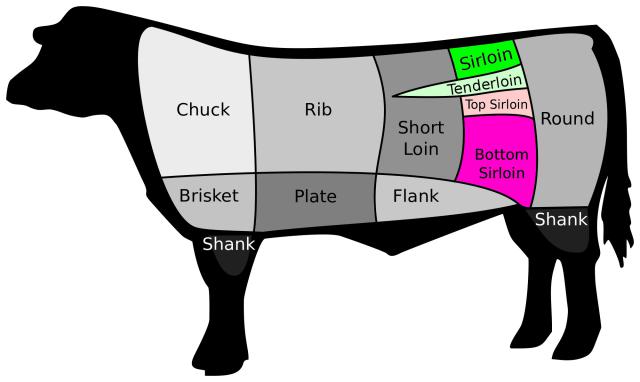 Sirloin
Tenderloin
Chuck
Rib
Top Sirloin
Round
Short
Loin
Bottom
Sirloin
Brisket
Plate
Flank
Shank
Shank